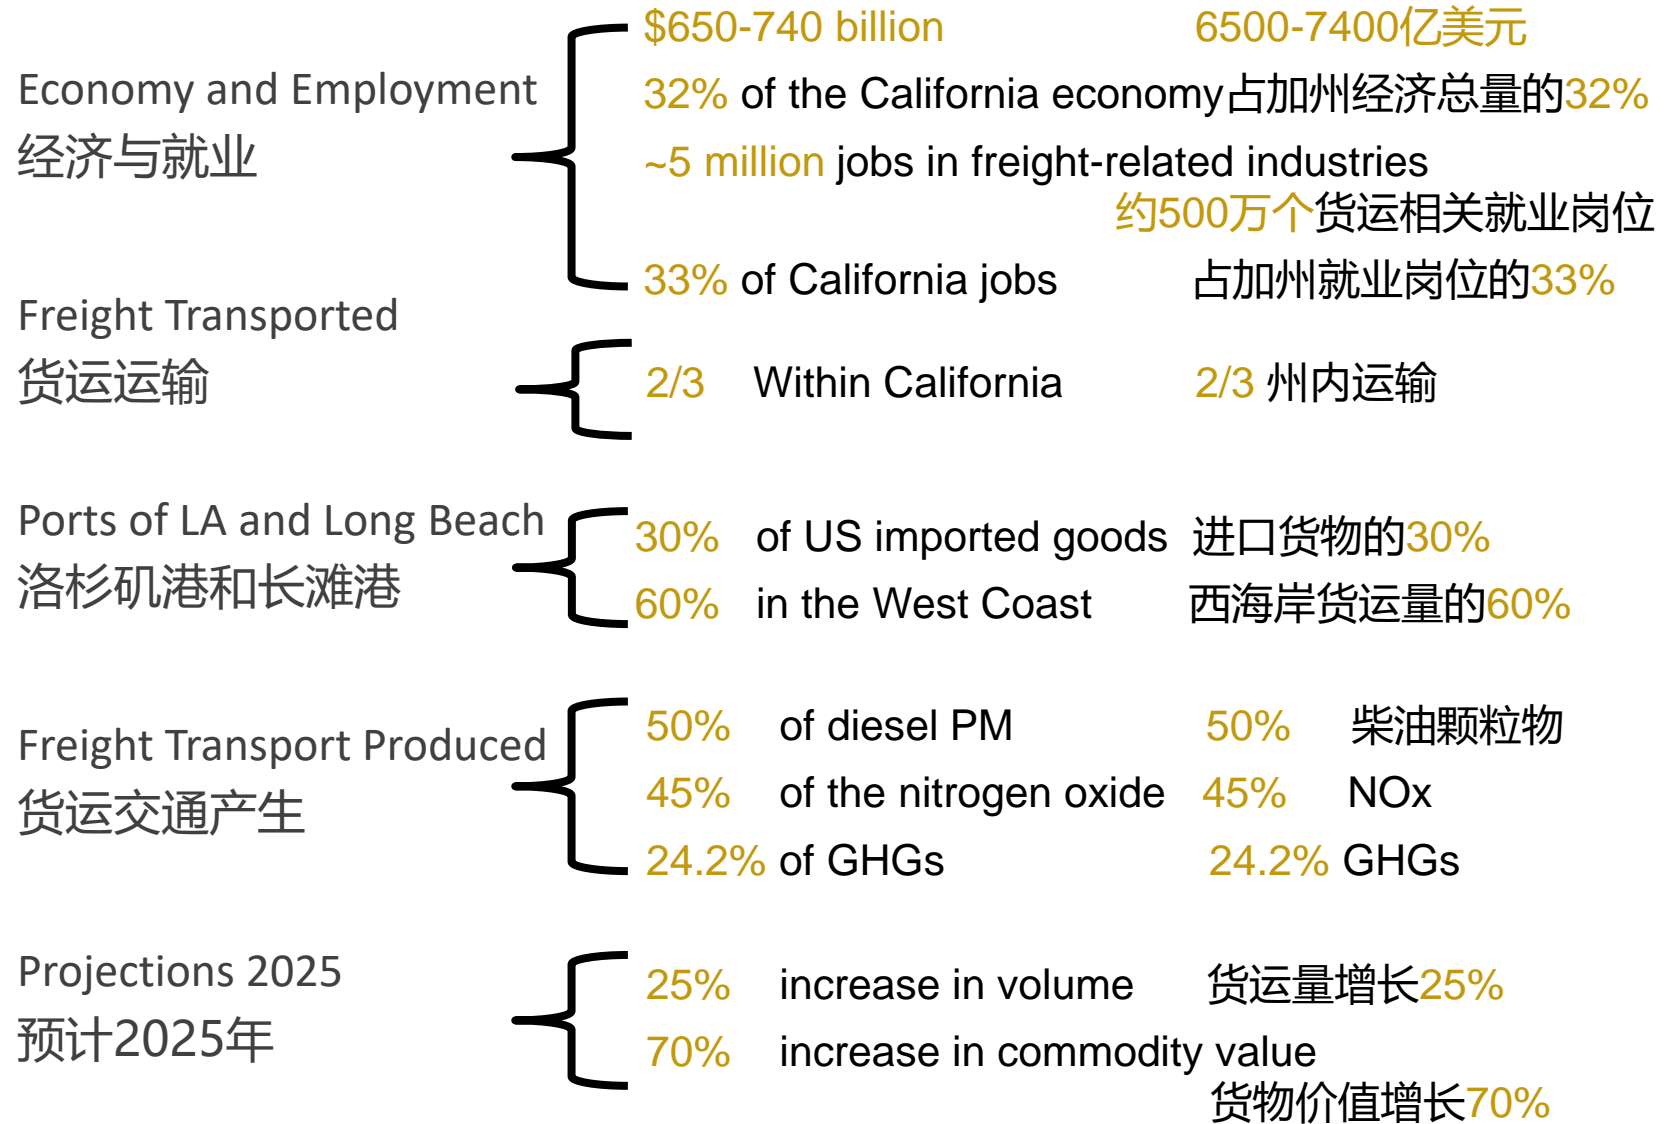 Economy and Employment
经济与就业
$650-740 billion 6500-7400亿美元
32% of the California economy占加州经济总量的32%
~5 million jobs in freight-related industries
约500万个货运相关就业岗位
33% of California jobs 占加州就业岗位的33%
Freight Transported
货运运输
2/3 Within California 2/3 州内运输
Ports of LA and Long Beach
洛杉矶港和长滩港
30% of US imported goods 进口货物的30%
60% in the West Coast 西海岸货运量的60%
Freight Transport Produced
货运交通产生
50% of diesel PM 50% 柴油颗粒物
45% of the nitrogen oxide 45% NOx
24.2% of GHGs 24.2% GHGs
Projections 2025
预计2025年
25% increase in volume 货运量增长25%
70% increase in commodity value
货物价值增长70%